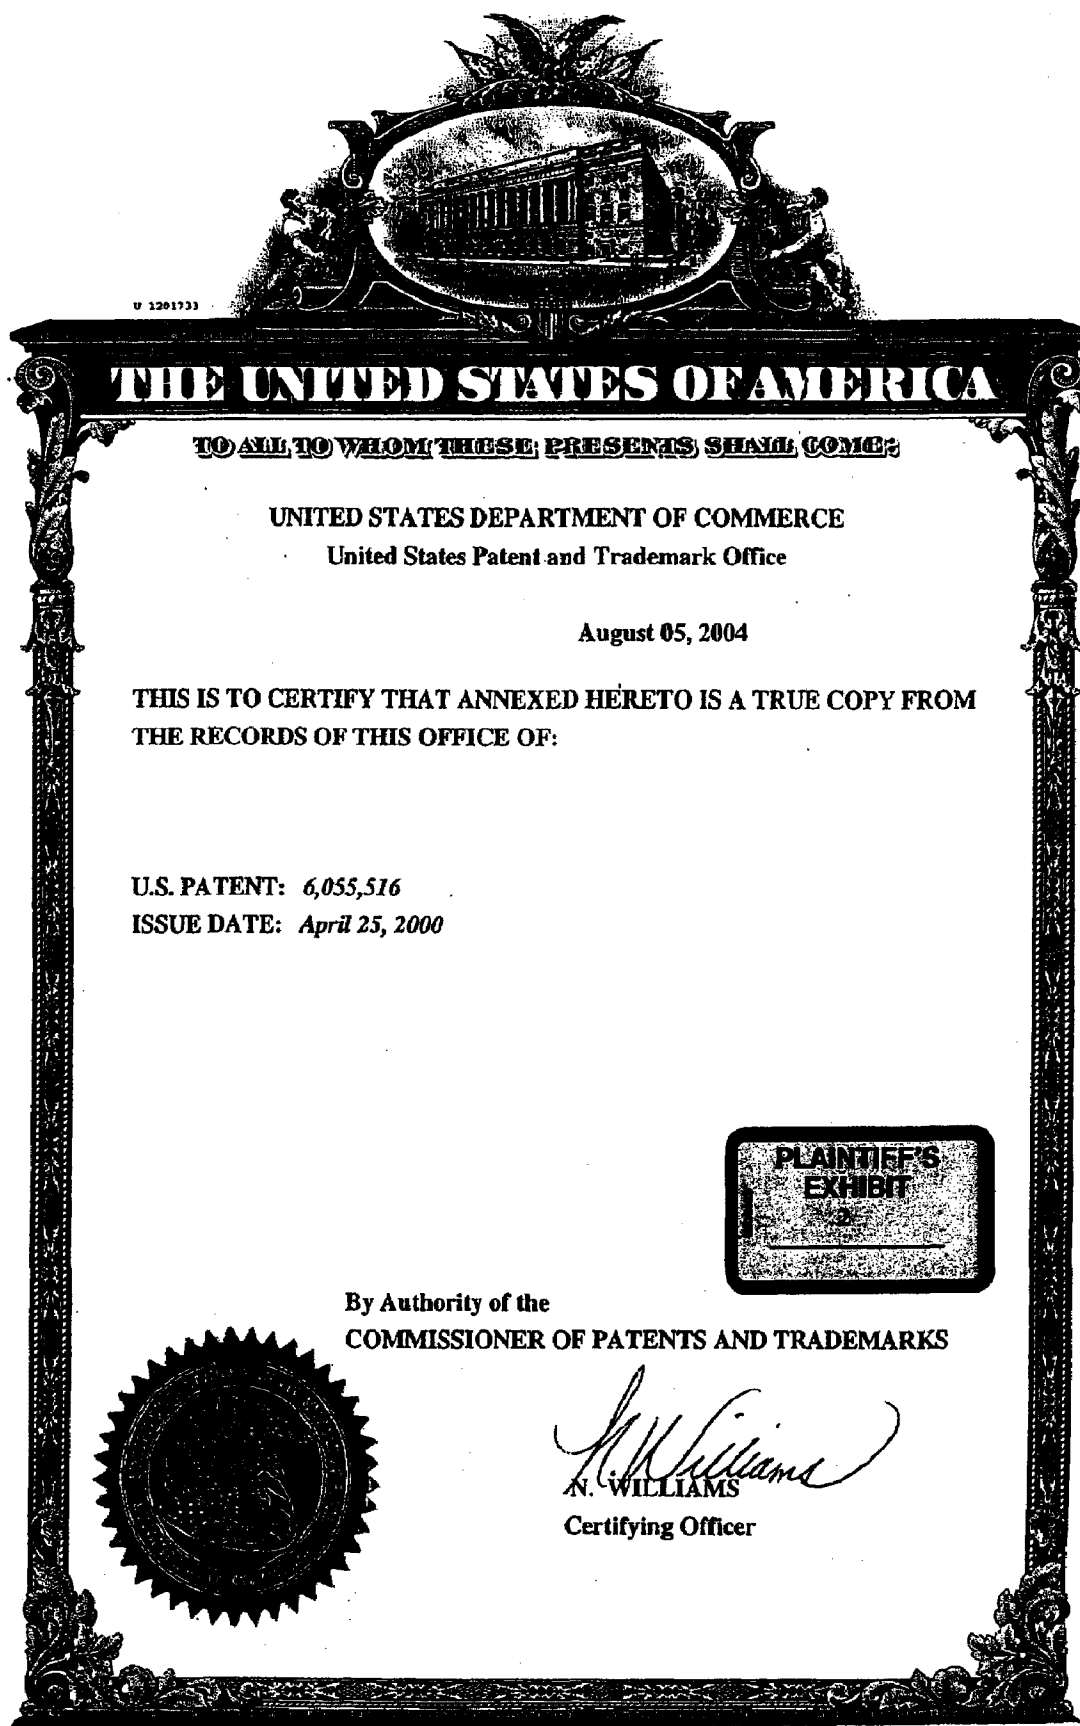 U 1201733
THE UNITED STATES OF AMERICA
TO ALL TO WHOM THESE PRESENTS SHALL COME:
UNITED STATES DEPARTMENT OF COMMERCE
United States Patent and Trademark Office
August 05, 2004
THIS IS TO CERTIFY THAT ANNEXED HERETO IS A TRUE COPY FROM
THE RECORDS OF THIS OFFICE OF:
U.S. PATENT: 6,055,516
ISSUE DATE: April 25, 2000
PLAINTIFF'S
EXHIBIT
2
By Authority of the
COMMISSIONER OF PATENTS AND TRADEMARKS
N. Williams
N. WILLIAMS
Certifying Officer